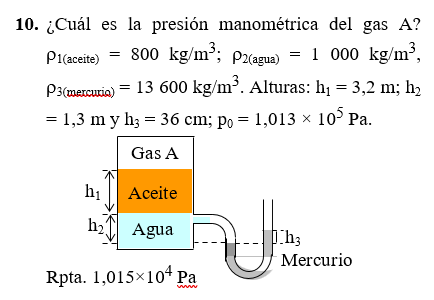 10. ¿Cuál es la presión manométrica del gas A?
ρ1(aceite) = 800 kg/m³; ρ2(agua) = 1 000 kg/m³,
ρ3(mercurio) = 13 600 kg/m³. Alturas: h₁ = 3,2 m; h₂
= 1,3 m y h₃ = 36 cm; p₀ = 1,013 × 10⁵ Pa.
Gas A
h₁
Aceite
h₂
Agua
h₃
Mercurio
Rpta. 1,015×10⁴ Pa